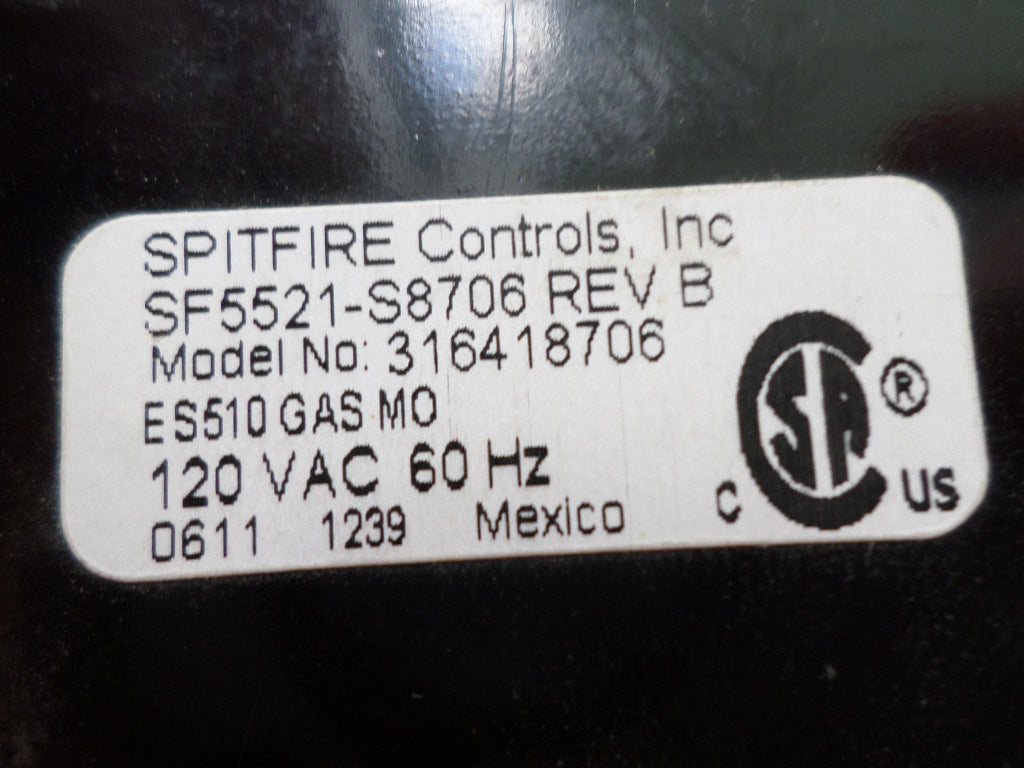 SPITFIRE Controls, Inc
SF5521-S8706 REV B
Model No: 316418706
ES510 GAS MO
120 VAC 60 Hz
0611 1239 Mexico
C SA ® US